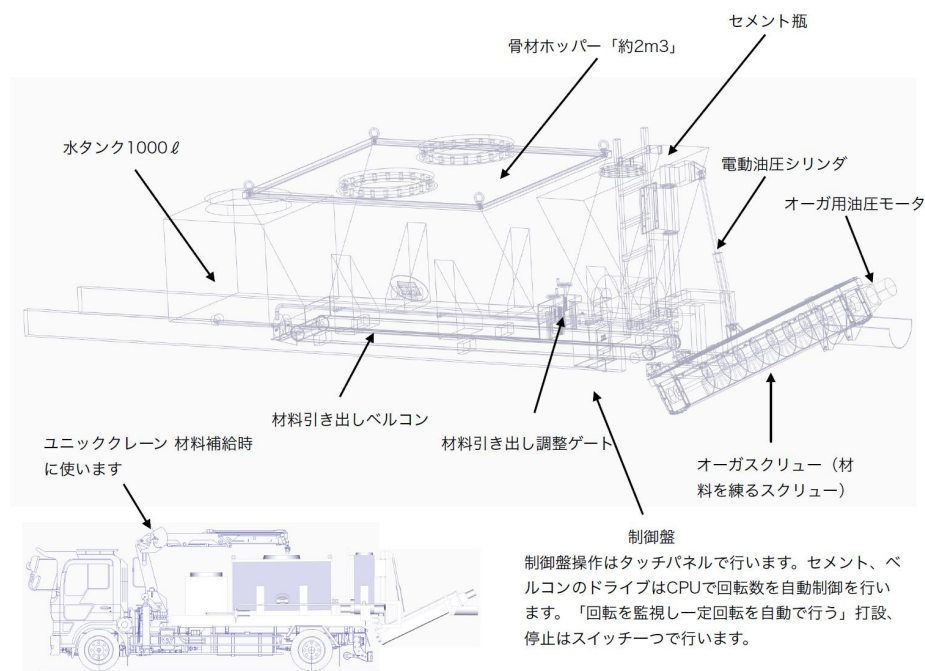 セメント瓶
骨材ホッパー「約2m3」
水タンク1000ℓ
電動油圧シリンダ
オーガ用油圧モータ
材料引き出しベルコン
材料引き出し調整ゲート
ユニッククレーン 材料補給時
に使います
オーガスクリュー（材
料を練るスクリュー）
制御盤
制御盤操作はタッチパネルで行います。セメント、ベ
ルコンのドライブはCPUで回転数を自動制御を行い
ます。「回転を監視し一定回転を自動で行う」打設、
停止はスイッチ一つで行います。